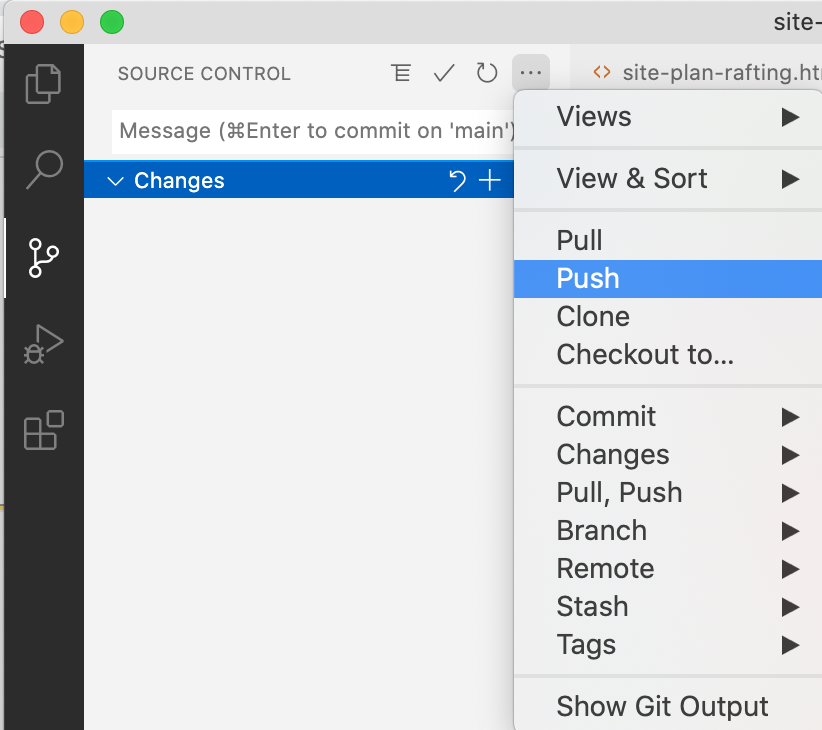 site-
SOURCE CONTROL
site-plan-rafting.ht
Message (⌘Enter to commit on 'main')
Changes
Views
View & Sort
Pull
Push
Clone
Checkout to...
Commit
Changes
Pull, Push
Branch
Remote
Stash
Tags
Show Git Output